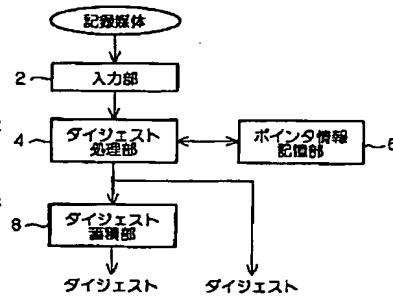 記録媒体
2 入力部
4 ダイジェスト
処理部
ポインタ情報
記憶部 6
8 ダイジェスト
蓄積部
ダイジェスト ダイジェスト